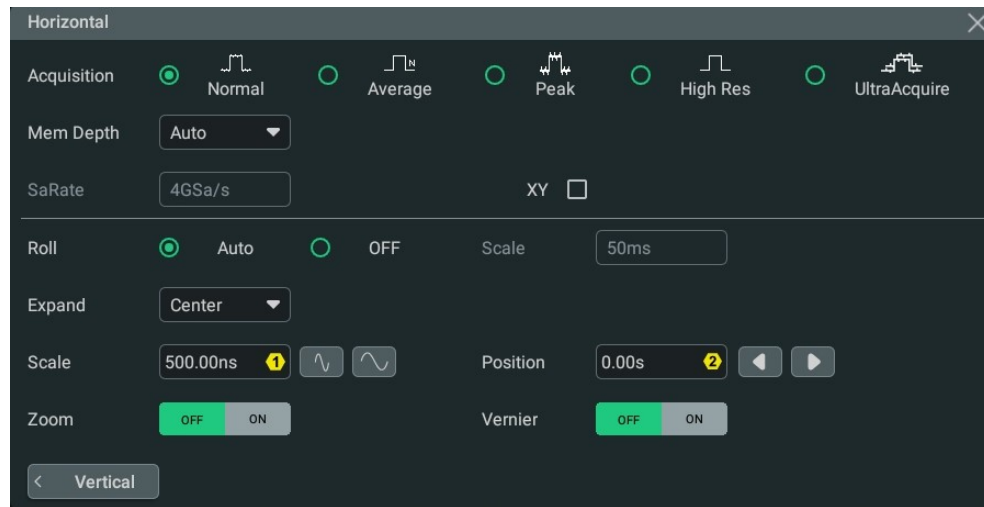 Horizontal
Acquisition Normal N Average Peak High Res UltraAcquire
Mem Depth Auto
SaRate 4GSa/s XY
Roll Auto OFF Scale 50ms
Expand Center
Scale 500.00ns 1 Position 0.00s 2
Zoom OFF ON Vernier OFF ON
< Vertical